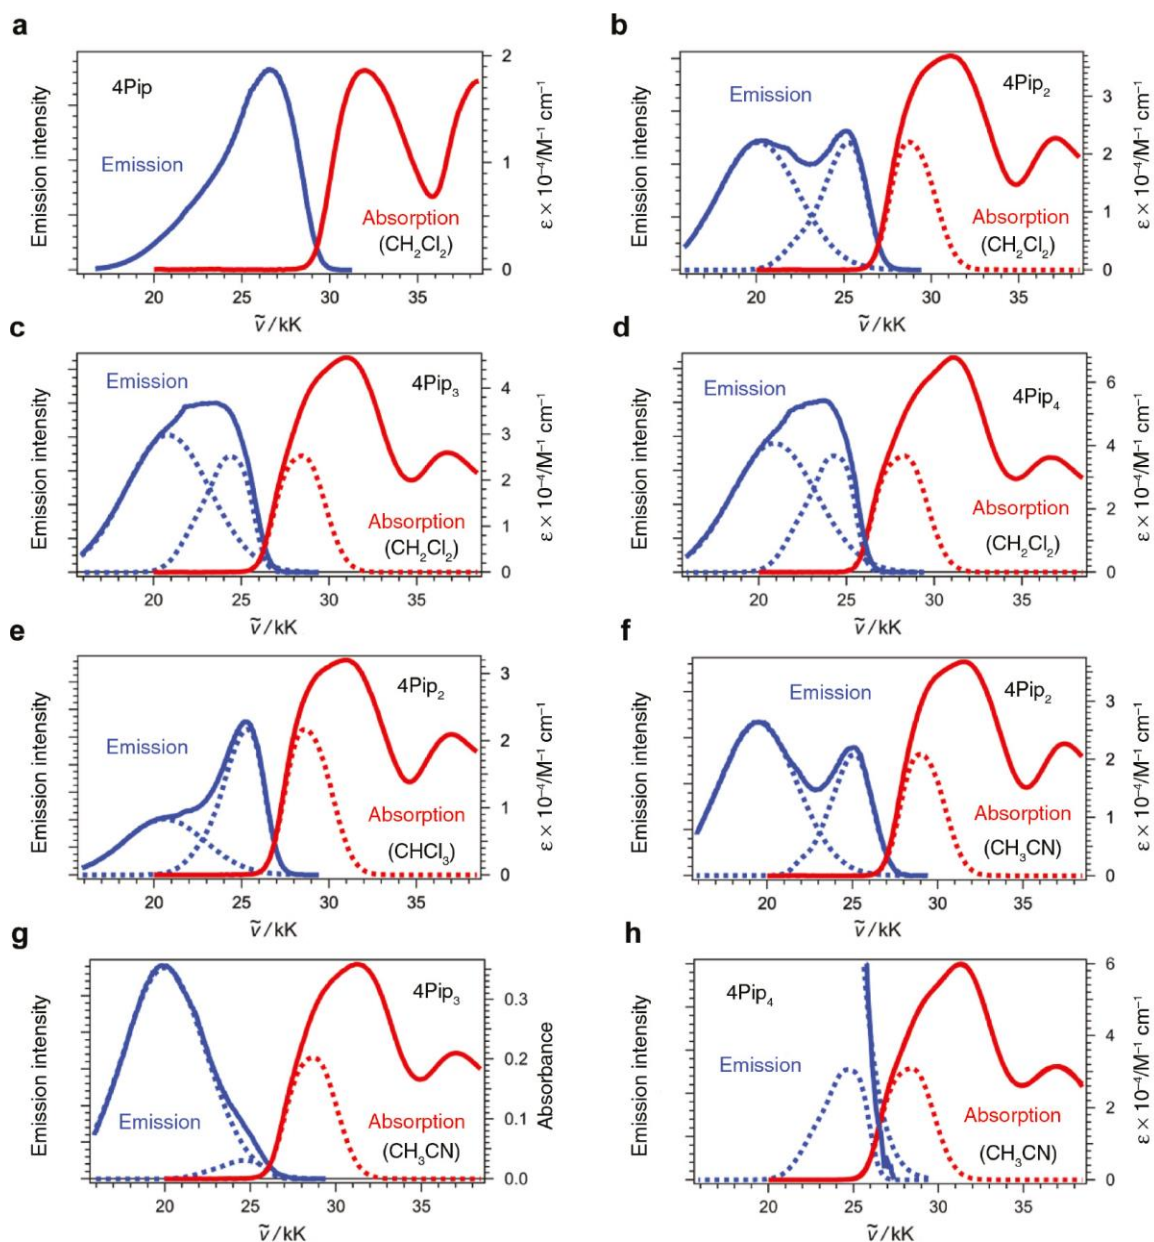 a
4Pip
Emission
Absorption
(CH₂Cl₂)
Emission intensity
ε × 10⁻⁴/M⁻¹ cm⁻¹
2
1
0
20 25 30 35
ṽ / kK
b
Emission
4Pip₂
Absorption
(CH₂Cl₂)
Emission intensity
ε × 10⁻⁴/M⁻¹ cm⁻¹
3
2
1
0
20 25 30 35
ṽ / kK
c
Emission
4Pip₃
Absorption
(CH₂Cl₂)
Emission intensity
ε × 10⁻⁴/M⁻¹ cm⁻¹
4
3
2
1
0
20 25 30 35
ṽ / kK
d
Emission
4Pip₄
Absorption
(CH₂Cl₂)
Emission intensity
ε × 10⁻⁴/M⁻¹ cm⁻¹
6
4
2
0
20 25 30 35
ṽ / kK
e
4Pip₂
Emission
Absorption
(CHCl₃)
Emission intensity
ε × 10⁻⁴/M⁻¹ cm⁻¹
3
2
1
0
20 25 30 35
ṽ / kK
f
Emission
4Pip₂
Absorption
(CH₃CN)
Emission intensity
ε × 10⁻⁴/M⁻¹ cm⁻¹
3
2
1
0
20 25 30 35
ṽ / kK
g
4Pip₃
Emission
Absorption
(CH₃CN)
Emission intensity
Absorbance
0.3
0.2
0.1
0.0
20 25 30 35
ṽ / kK
h
4Pip₄
Emission
Absorption
(CH₃CN)
Emission intensity
ε × 10⁻⁴/M⁻¹ cm⁻¹
6
4
2
0
20 25 30 35
ṽ / kK